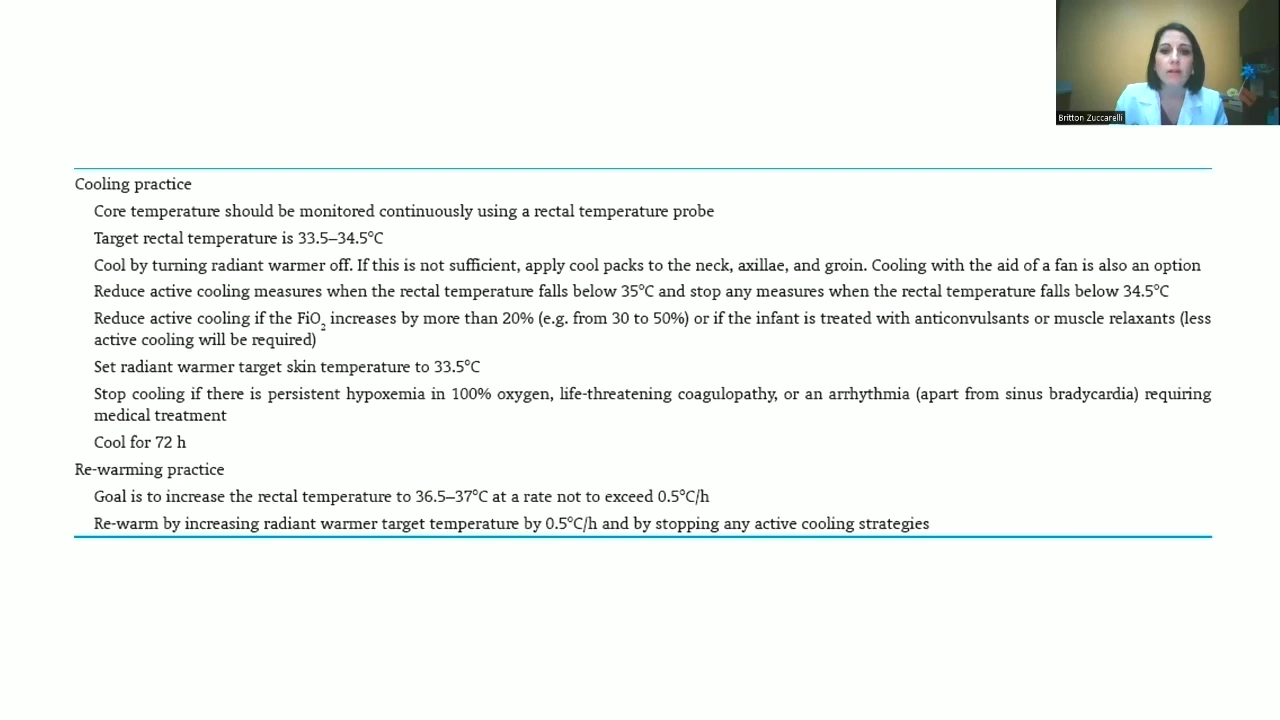 Britton Zuccarelli
Cooling practice
Core temperature should be monitored continuously using a rectal temperature probe
Target rectal temperature is 33.5–34.5°C
Cool by turning radiant warmer off. If this is not sufficient, apply cool packs to the neck, axillae, and groin. Cooling with the aid of a fan is also an option
Reduce active cooling measures when the rectal temperature falls below 35°C and stop any measures when the rectal temperature falls below 34.5°C
Reduce active cooling if the FiO₂ increases by more than 20% (e.g. from 30 to 50%) or if the infant is treated with anticonvulsants or muscle relaxants (less
active cooling will be required)
Set radiant warmer target skin temperature to 33.5°C
Stop cooling if there is persistent hypoxemia in 100% oxygen, life-threatening coagulopathy, or an arrhythmia (apart from sinus bradycardia) requiring
medical treatment
Cool for 72 h
Re-warming practice
Goal is to increase the rectal temperature to 36.5–37°C at a rate not to exceed 0.5°C/h
Re-warm by increasing radiant warmer target temperature by 0.5°C/h and by stopping any active cooling strategies